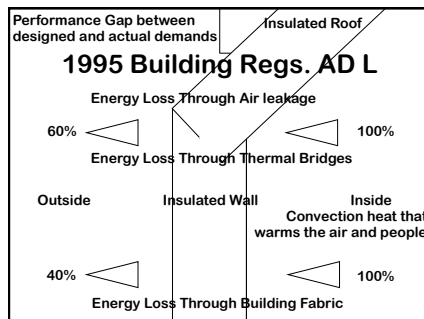 Performance Gap between
designed and actual demands
Insulated Roof
1995 Building Regs. AD L
Energy Loss Through Air leakage
60%
100%
Energy Loss Through Thermal Bridges
Outside
Insulated Wall
Inside
Convection heat that
warms the air and people
40%
100%
Energy Loss Through Building Fabric